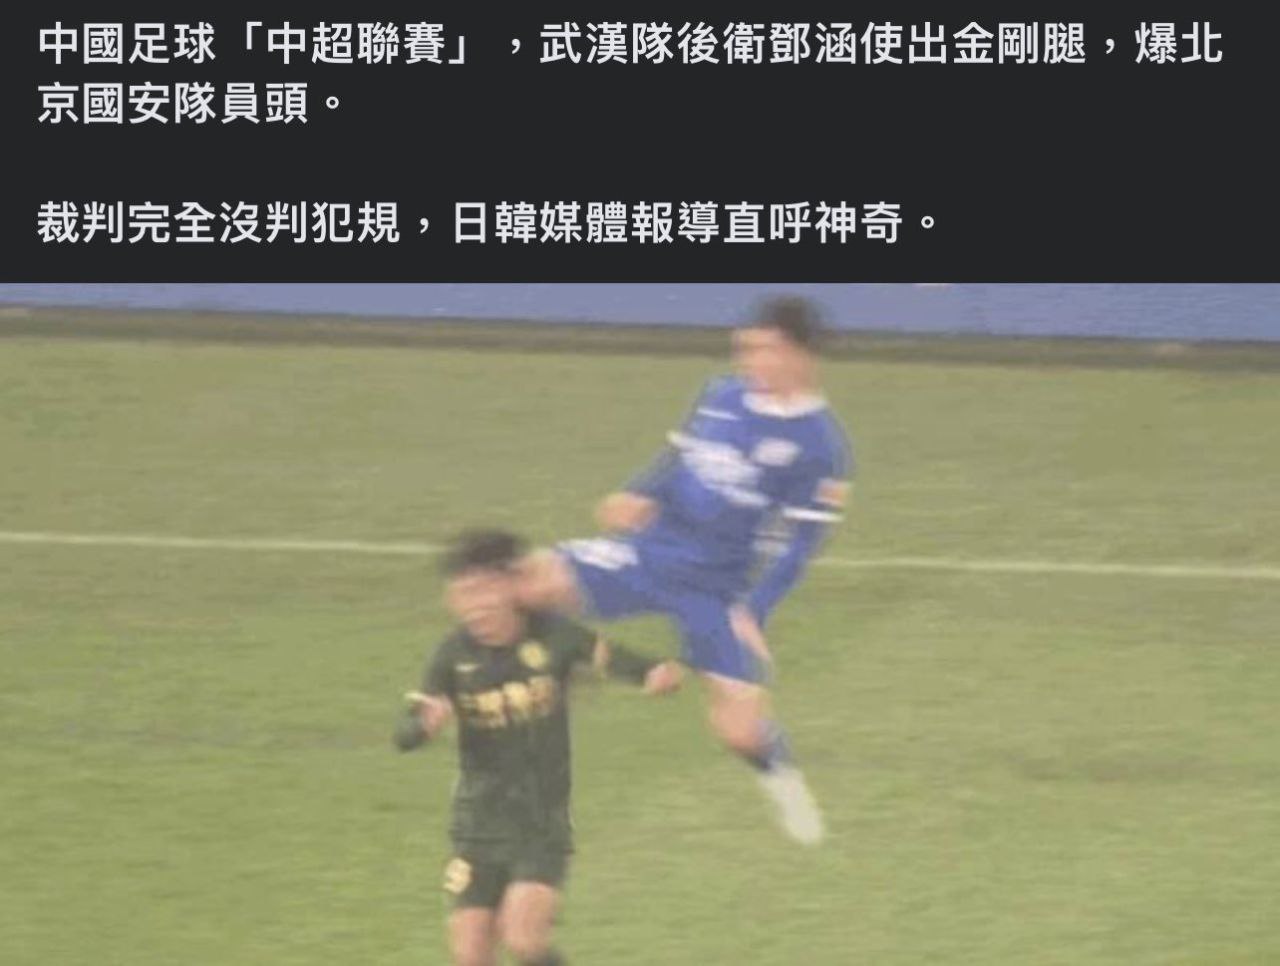 中國足球「中超聯賽」，武漢隊後衛鄧涵使出金剛腿，爆北
京國安隊員頭。
裁判完全沒判犯規，日韓媒體報導直呼神奇。